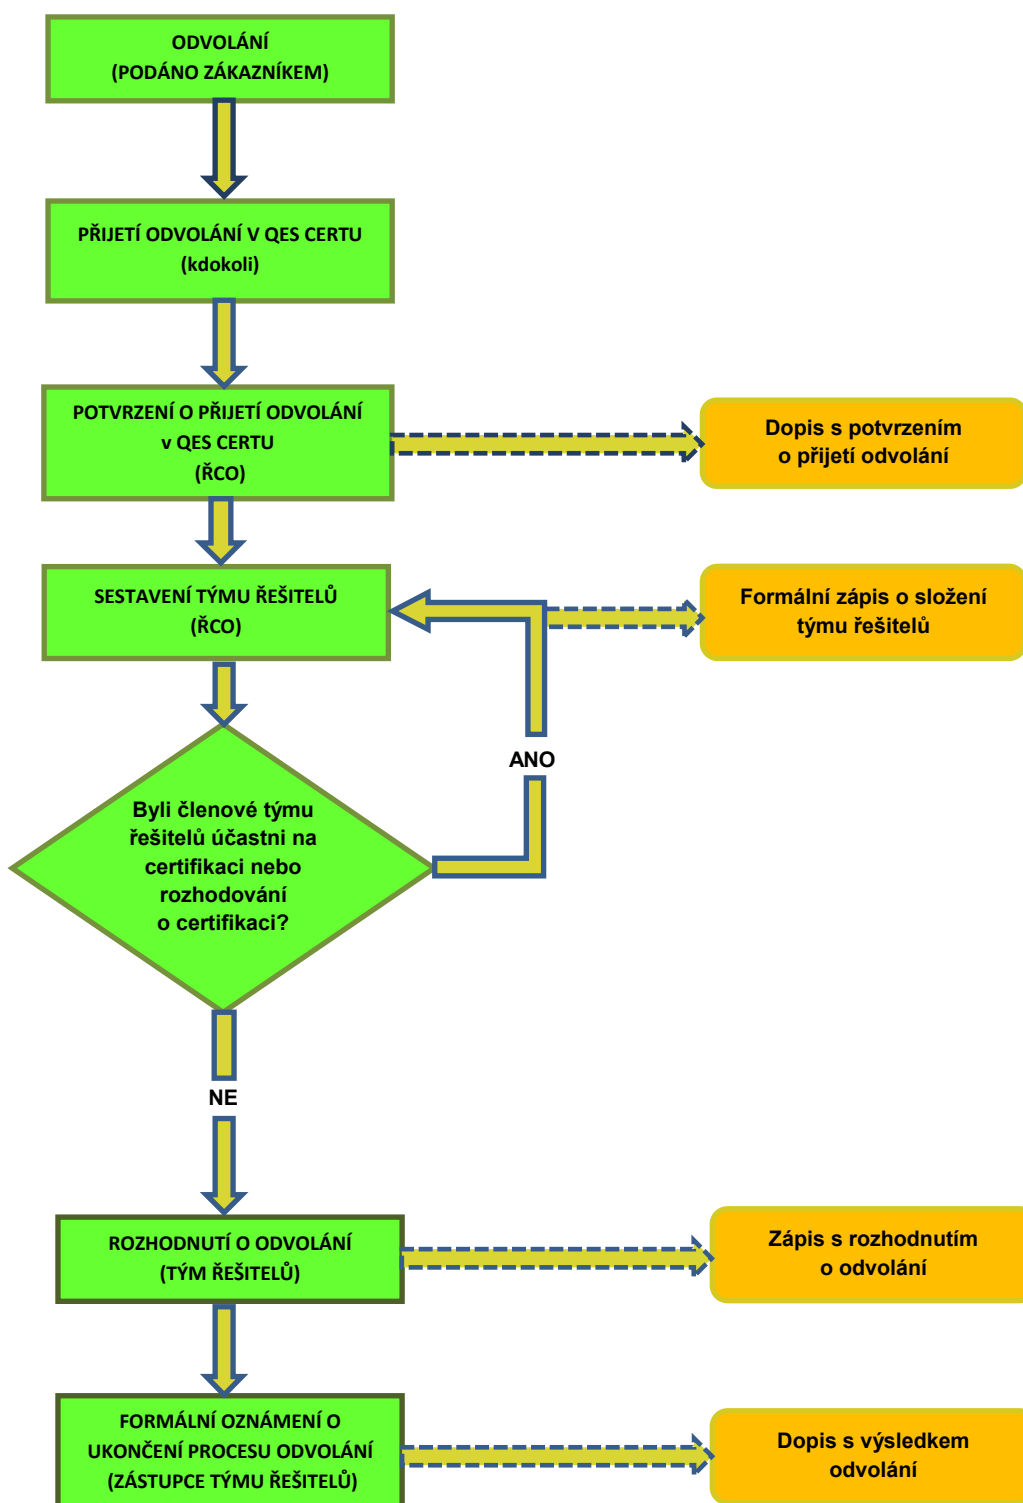 ODVOLÁNÍ
(PODÁNO ZÁKAZNÍKEM)
PŘIJETÍ ODVOLÁNÍ V QES CERTU
(kdokoli)
POTVRZENÍ O PŘIJETÍ ODVOLÁNÍ
v QES CERTU
(ŘCO)
Dopis s potvrzením
o přijetí odvolání
SESTAVENÍ TÝMU ŘEŠITELŮ
(ŘCO)
Formální zápis o složení
týmu řešitelů
ANO
Byli členové týmu
řešitelů účastni na
certifikaci nebo
rozhodování
o certifikaci?
NE
ROZHODNUTÍ O ODVOLÁNÍ
(TÝM ŘEŠITELŮ)
Zápis s rozhodnutím
o odvolání
FORMÁLNÍ OZNÁMENÍ O
UKONČENÍ PROCESU ODVOLÁNÍ
(ZÁSTUPCE TÝMU ŘEŠITELŮ)
Dopis s výsledkem
odvolání